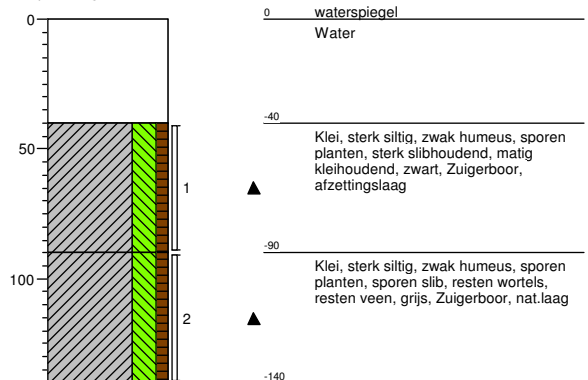 0
0 waterspiegel
Water
-40
Klei, sterk siltig, zwak humeus, sporen
planten, sterk slibhoudend, matig
kleihoudend, zwart, Zuigerboor,
afzettingslaag
50
1
-90
Klei, sterk siltig, zwak humeus, sporen
planten, sporen slib, resten wortels,
resten veen, grijs, Zuigerboor, nat.laag
100
2
-140